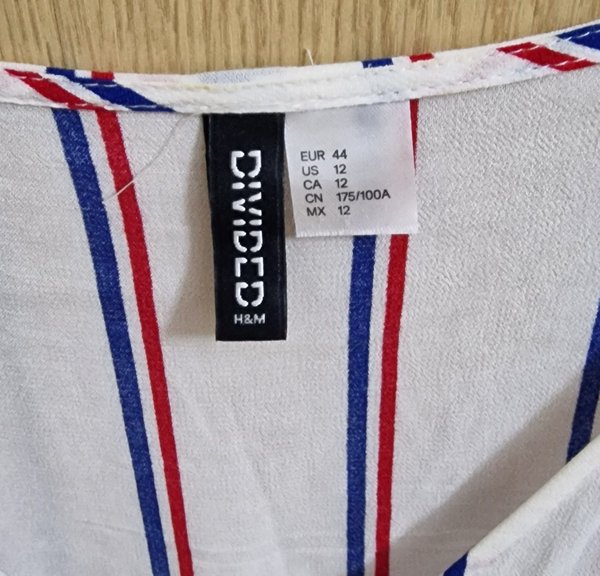 DIVIDED
H&M
EUR 44
US 12
CA 12
CN 175/100A
MX 12